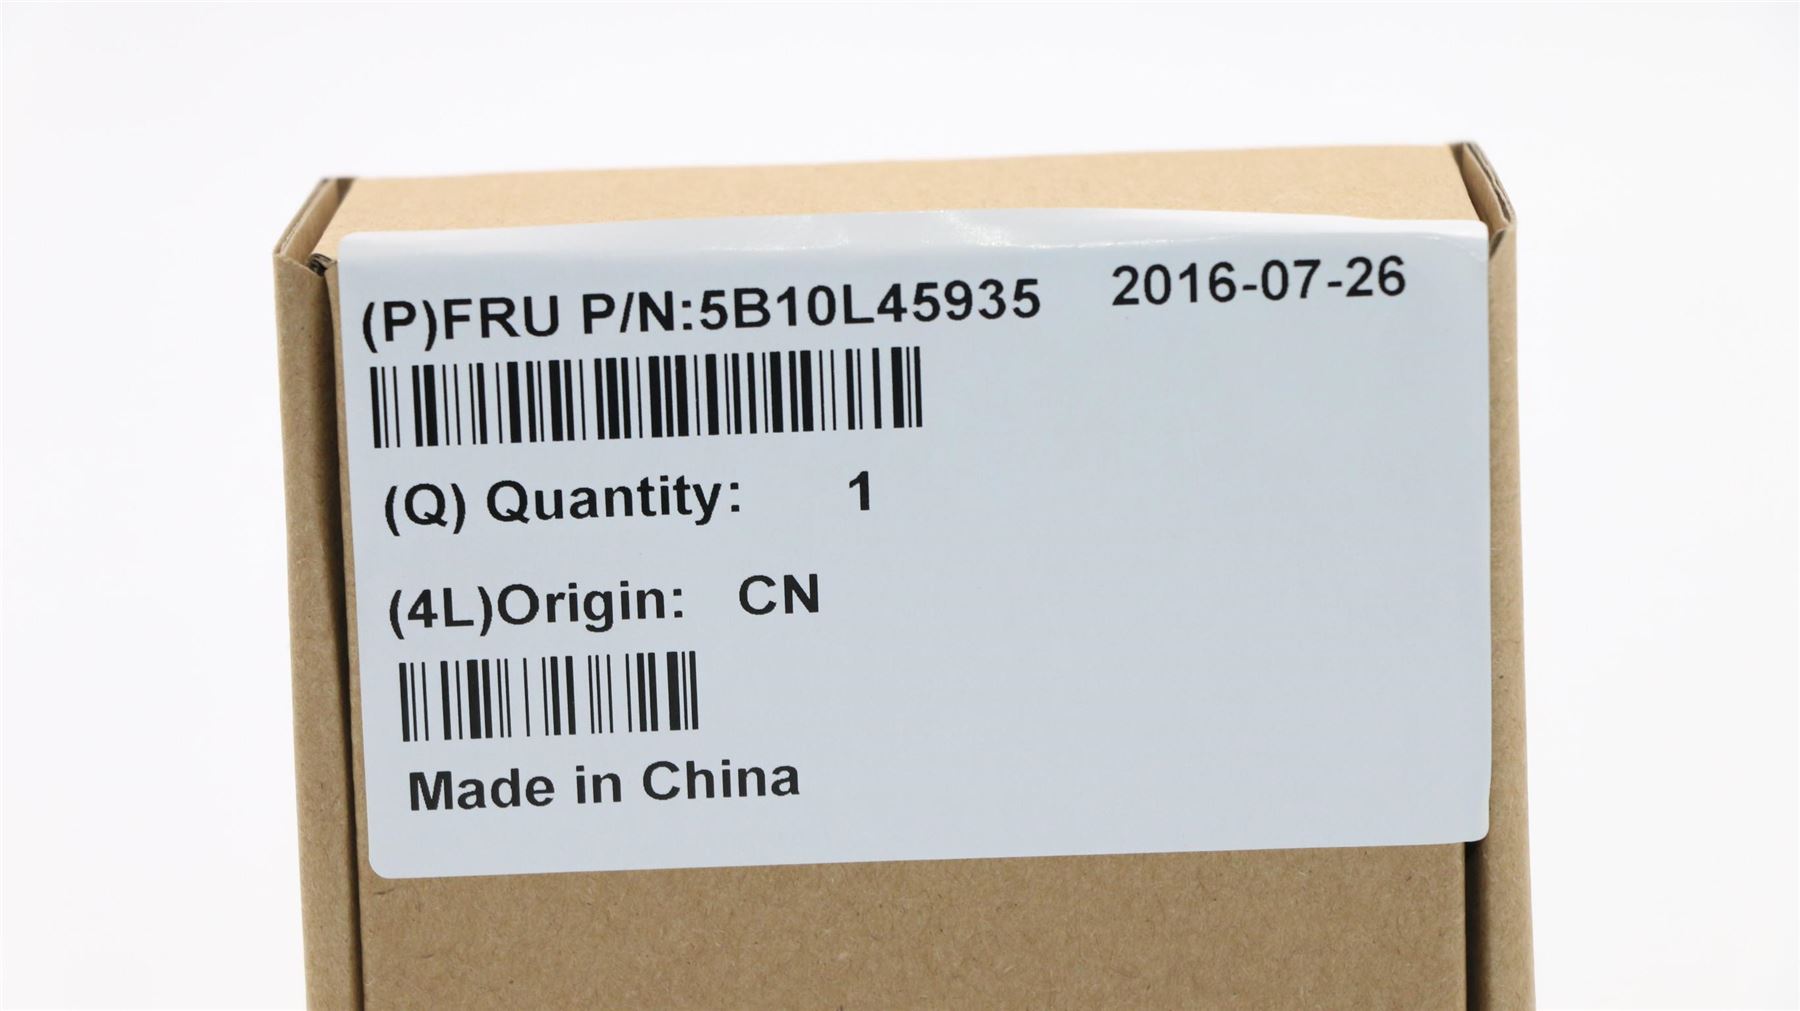 (P)FRU P/N:5B10L45935 2016-07-26
(Q) Quantity: 1
(4L)Origin: CN
Made in China